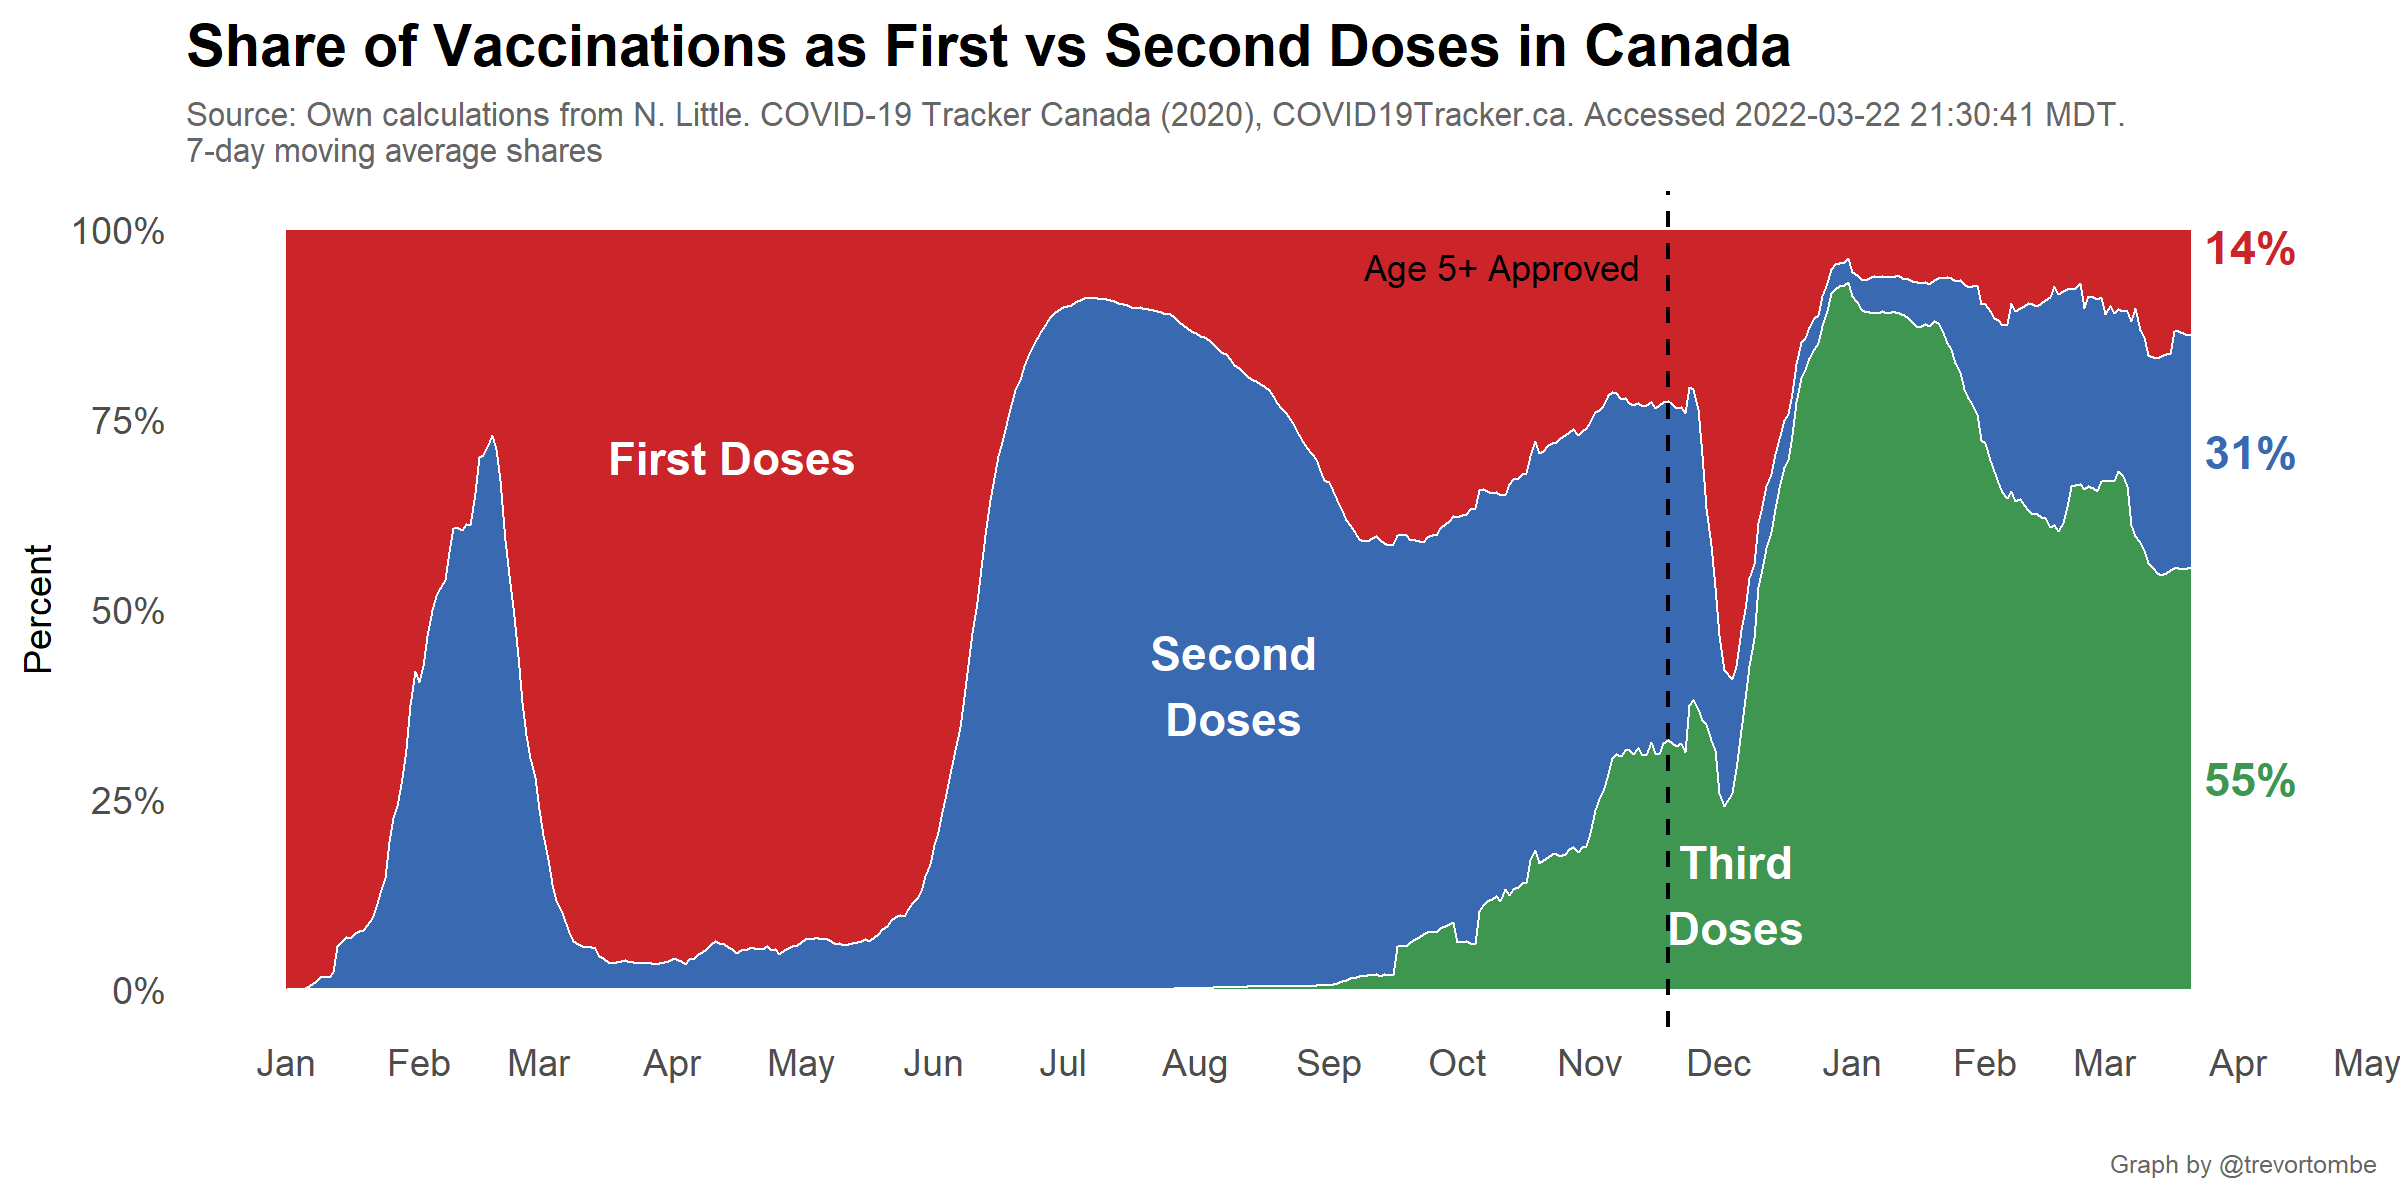 Share of Vaccinations as First vs Second Doses in Canada
Source: Own calculations from N. Little. COVID-19 Tracker Canada (2020), COVID19Tracker.ca. Accessed 2022-03-22 21:30:41 MDT.
7-day moving average shares
100%
75%
50%
25%
0%
Percent
Age 5+ Approved
First Doses
Second
Doses
Third
Doses
14%
31%
55%
Jan Feb Mar Apr May Jun Jul Aug Sep Oct Nov Dec Jan Feb Mar Apr May
Graph by @trevortombe